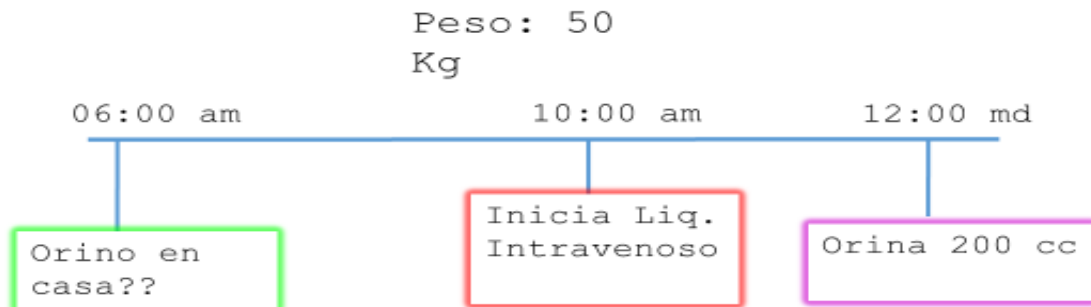 Peso: 50
Kg
06:00 am
10:00 am
12:00 md
Orino en
casa??
Inicia Liq.
Intravenoso
Orina 200 cc